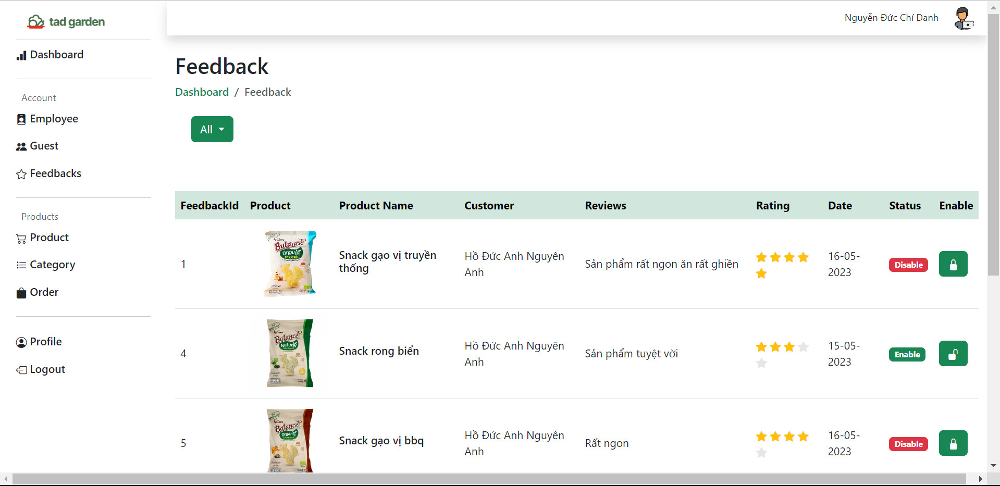 tad garden
Nguyễn Đức Chí Danh
Dashboard
Account
Employee
Guest
Feedbacks
Products
Product
Category
Order
Profile
Logout
Feedback
Dashboard / Feedback
All
FeedbackId Product Product Name Customer Reviews Rating Date Status Enable
Balance
Organic
1
Snack gạo vị truyền
thống
Hồ Đức Anh Nguyên
Anh
Sản phẩm rất ngon ăn rất ghiền
16-05-
2023
Disable
Balance
Natural
4
Snack rong biển
Hồ Đức Anh Nguyên
Anh
Sản phẩm tuyệt vời
15-05-
2023
Enable
Balance
Organic
5
Snack gạo vị bbq
Hồ Đức Anh Nguyên
Anh
Rất ngon
16-05-
2023
Disable